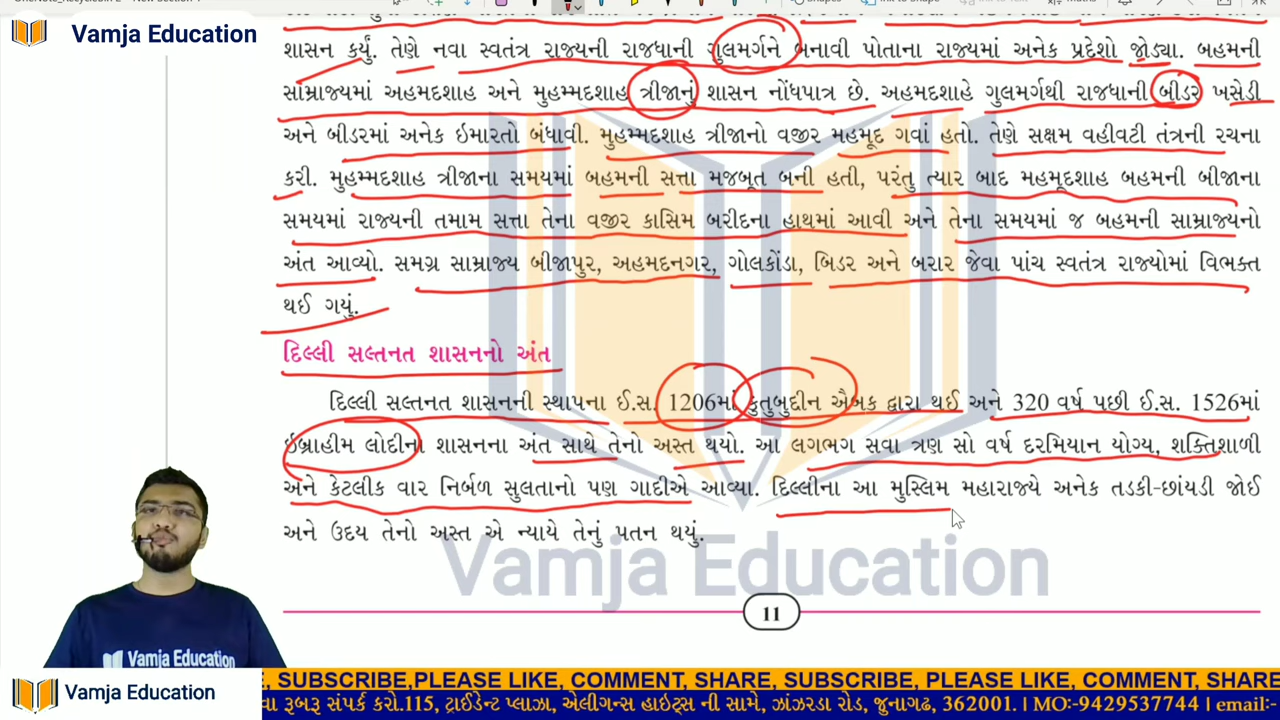 Vamja Education
શાસન કર્યું. તેણે નવા સ્વતંત્ર રાજ્યની રાજધાની ગુલમર્ગને બનાવી પોતાના રાજ્યમાં અનેક પ્રદેશો જોડ્યા. બહમની
સામ્રાજ્યમાં અહમદશાહ અને મુહમ્મદશાહ ત્રીજાનું શાસન નોંધપાત્ર છે. અહમદશાહે ગુલમર્ગથી રાજધાની બીડર ખસેડી
અને બીડરમાં અનેક ઇમારતો બંધાવી. મુહમ્મદશાહ ત્રીજાનો વજીર મહમૂદ ગવાં હતો. તેણે સક્ષમ વહીવટી તંત્રની રચના
કરી. મુહમ્મદશાહ ત્રીજાના સમયમાં બહમની સત્તા મજબૂત બની હતી, પરંતુ ત્યાર બાદ મહમૂદશાહ બહમની બીજાના
સમયમાં રાજ્યની તમામ સત્તા તેના વજીર કાસિમ બરીદના હાથમાં આવી અને તેના સમયમાં જ બહમની સામ્રાજ્યનો
અંત આવ્યો. સમગ્ર સામ્રાજ્ય બીજાપુર, અહમદનગર, ગોલકોંડા, બિડર અને બરાર જેવા પાંચ સ્વતંત્ર રાજ્યોમાં વિભક્ત
થઈ ગયું.
દિલ્લી સલ્તનત શાસનનો અંત
દિલ્લી સલ્તનત શાસનની સ્થાપના ઈ.સ. 1206માં કુતુબુદ્દીન ઐબક દ્વારા થઈ અને 320 વર્ષ પછી ઈ.સ. 1526માં
ઇબ્રાહીમ લોદીના શાસનના અંત સાથે તેનો અસ્ત થયો. આ લગભગ સવા ત્રણ સો વર્ષ દરમિયાન યોગ્ય, શક્તિશાળી
અને કેટલીક વાર નિર્બળ સુલતાનો પણ ગાદીએ આવ્યા. દિલ્લીના આ મુસ્લિમ મહારાજ્યે અનેક તડકી-છાંયડી જોઈ
અને ઉદય તેનો અસ્ત એ ન્યાયે તેનું પતન થયું.
Vamja Education
11
Vamja Education
Vamja Education
, SUBSCRIBE,PLEASE LIKE, COMMENT, SHARE, SUBSCRIBE, PLEASE LIKE, COMMENT, SHARE
વા રૂબરૂ સંપર્ક કરો.115, ટ્રાઈડેન્ટ પ્લાઝા, એલીગન્સ હાઇટ્સ ની સામે, ઝાંઝરડા રોડ, જુનાગઢ, 362001. | MO:-9429537744 | email:-